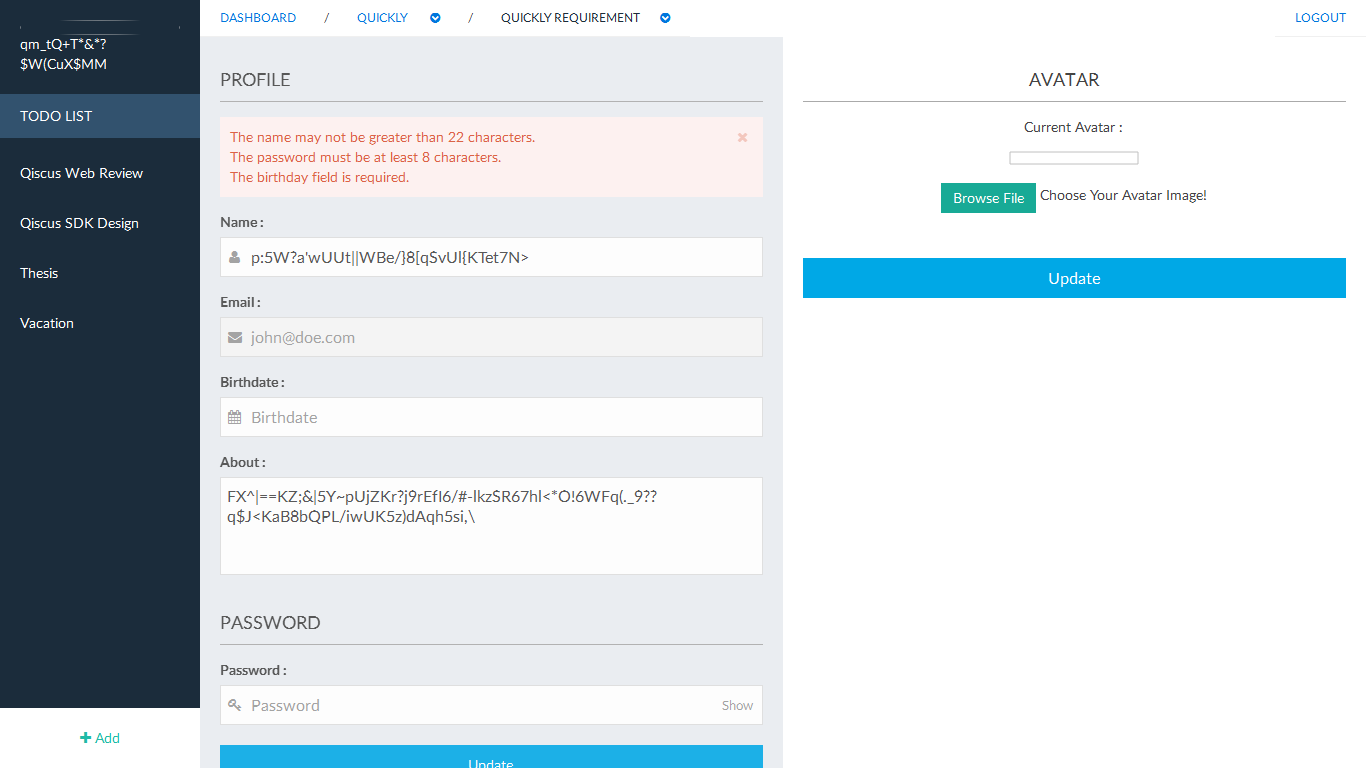 qm_tQ+T*&*?
$W(CuX$MM
TODO LIST
Qiscus Web Review
Qiscus SDK Design
Thesis
Vacation
Add
DASHBOARD / QUICKLY / QUICKLY REQUIREMENT
LOGOUT
PROFILE
The name may not be greater than 22 characters.
The password must be at least 8 characters.
The birthday field is required.
Name :
p:5W?a'wUUt||WBe/}8[qSvUl{KTet7N>
Email :
john@doe.com
Birthdate :
Birthdate
About :
FX^|==KZ;&|5Y~pUjZKr?j9rEfI6/#-lkzSR67hl<*O!6WFq(._9??
q$J<KaB8bQPL/iwUK5z)dAqh5si,\
PASSWORD
Password :
Password Show
Update
AVATAR
Current Avatar :
Browse File Choose Your Avatar Image!
Update